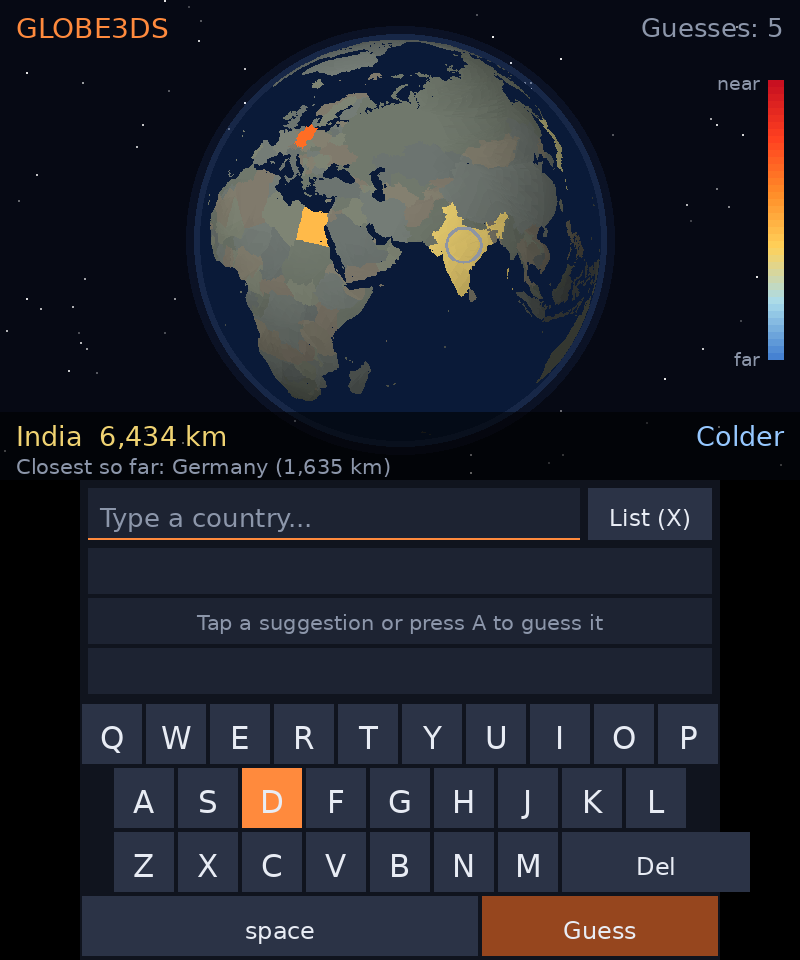 GLOBE3DS
Guesses: 5
near
far
India 6,434 km
Colder
Closest so far: Germany (1,635 km)
Type a country...
List (X)
Tap a suggestion or press A to guess it
Q W E R T Y U I O P
A S D F G H J K L
Z X C V B N M Del
space Guess